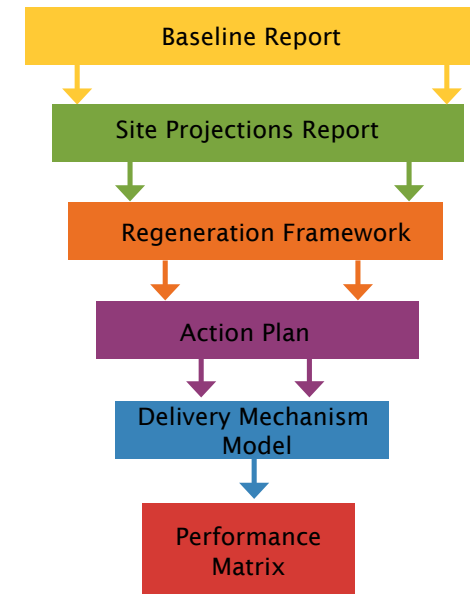 Baseline Report
Site Projections Report
Regeneration Framework
Action Plan
Delivery Mechanism
Model
Performance
Matrix